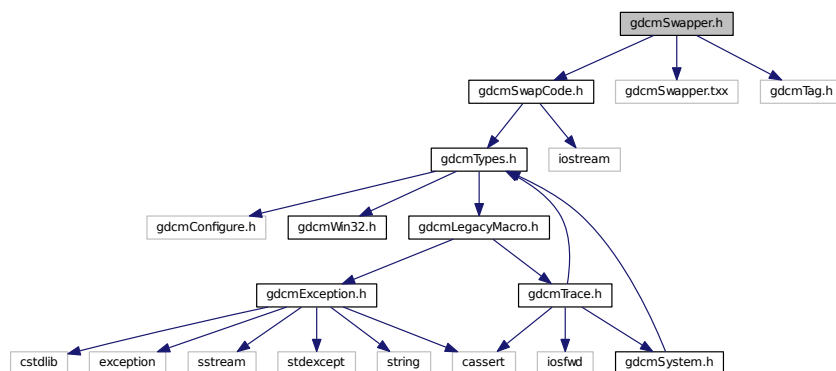 gdcmSwapper.h
gdcmSwapCode.h
gdcmSwapper.txx
gdcmTag.h
gdcmTypes.h
iostream
gdcmConfigure.h
gdcmWin32.h
gdcmLegacyMacro.h
gdcmException.h
gdcmTrace.h
cstdlib
exception
sstream
stdexcept
string
cassert
iosfwd
gdcmSystem.h